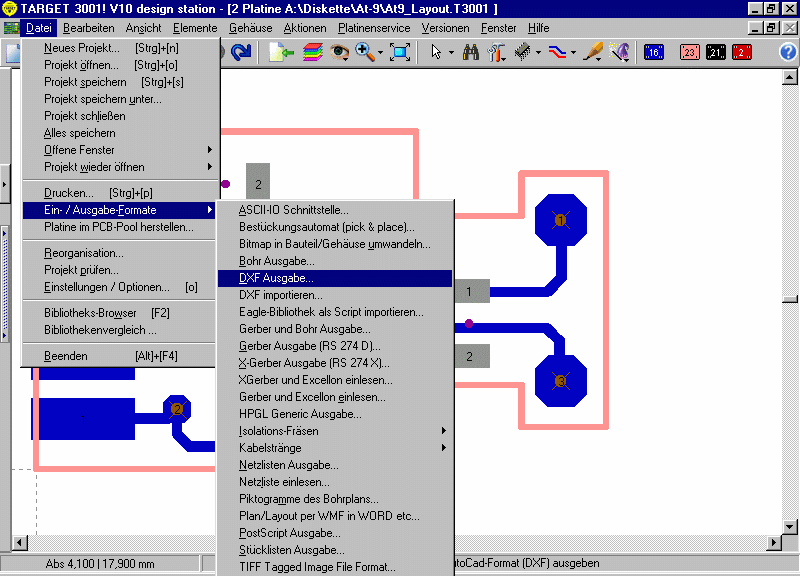 TARGET 3001! V10 design station - [2 Platine A:\Diskette\At-9\At9_Layout.T3001 ]
Datei Bearbeiten Ansicht Elemente Gehäuse Aktionen Platinenservice Versionen Fenster Hilfe
16 23 21 2
Neues Projekt... [Strg]+[n]
Projekt öffnen... [Strg]+[o]
Projekt speichern [Strg]+[s]
Projekt speichern unter...
Projekt schließen
Alles speichern
Offene Fenster
Projekt wieder öffnen
Drucken... [Strg]+[p]
Ein- / Ausgabe-Formate
Platine im PCB-Pool herstellen...
Reorganisation...
Projekt prüfen...
Einstellungen / Optionen... [o]
Bibliotheks-Browser [F2]
Bibliothekenvergleich ...
Beenden [Alt]+[F4]
ASCII-IO Schnittstelle...
Bestückungsautomat (pick & place)...
Bitmap in Bauteil/Gehäuse umwandeln...
Bohr Ausgabe...
DXF Ausgabe...
DXF importieren...
Eagle-Bibliothek als Script importieren...
Gerber und Bohr Ausgabe...
Gerber Ausgabe (RS 274 D)...
X-Gerber Ausgabe (RS 274 X)...
XGerber und Excellon einlesen...
Gerber und Excellon einlesen...
HPGL Generic Ausgabe...
Isolations-Fräsen
Kabelstränge
Netzlisten Ausgabe...
Netzliste einlesen...
Piktogramme des Bohrplans...
Plan/Layout per WMF in WORD etc...
PostScript Ausgabe...
Stücklisten Ausgabe...
TIFF Tagged Image File Format...
2
1
1
2
3
1
2
Abs 4,100 | 17,900 mm
utoCad-Format (DXF) ausgeben